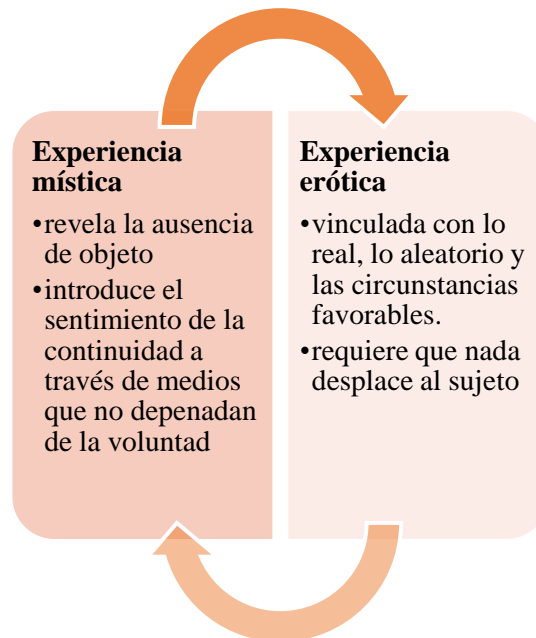 Experiencia
mística
•revela la ausencia
de objeto
•introduce el
sentimiento de la
continuidad a
través de medios
que no depenadan
de la voluntad
Experiencia
erótica
•vinculada con lo
real, lo aleatorio y
las circunstancias
favorables.
•requiere que nada
desplace al sujeto